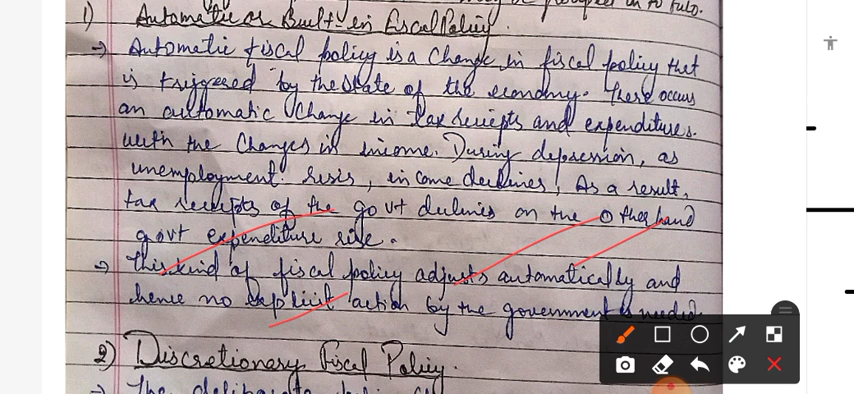 1) Automatic or Built-in Fiscal Policy.
→ Automatic fiscal policy is a change in fiscal policy that
is triggered by the state of the economy. There occurs
an automatic change in tax receipts and expenditures.
with the changes in income. During depression, as
unemployment rises, income declines, As a result,
tax receipts of the govt declines on the other hand
govt expenditure rise.
→ This kind of fiscal policy adjusts automatically and
hence no explicit action by the government is needed
2) Discretionary Fiscal Policy.
→ The deliberate